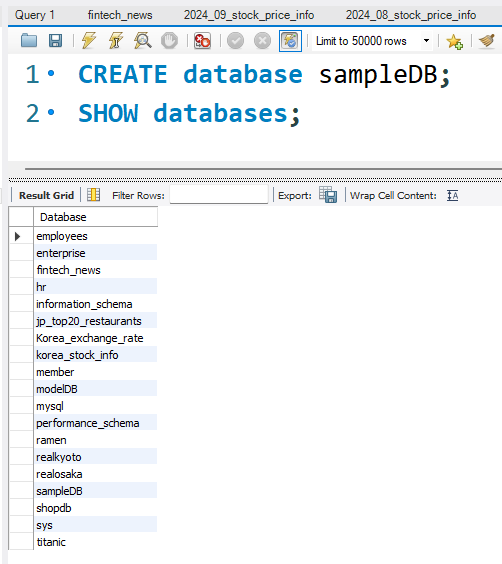 Query 1 fintech_news 2024_09_stock_price_info 2024_08_stock_price_info
Limit to 50000 rows
1 CREATE database sampleDB;
2 SHOW databases;
Result Grid Filter Rows: Export: Wrap Cell Content:
Database
employees
enterprise
fintech_news
hr
information_schema
jp_top20_restaurants
Korea_exchange_rate
korea_stock_info
member
modelDB
mysql
performance_schema
ramen
realkyoto
realosaka
sampleDB
shopdb
sys
titanic